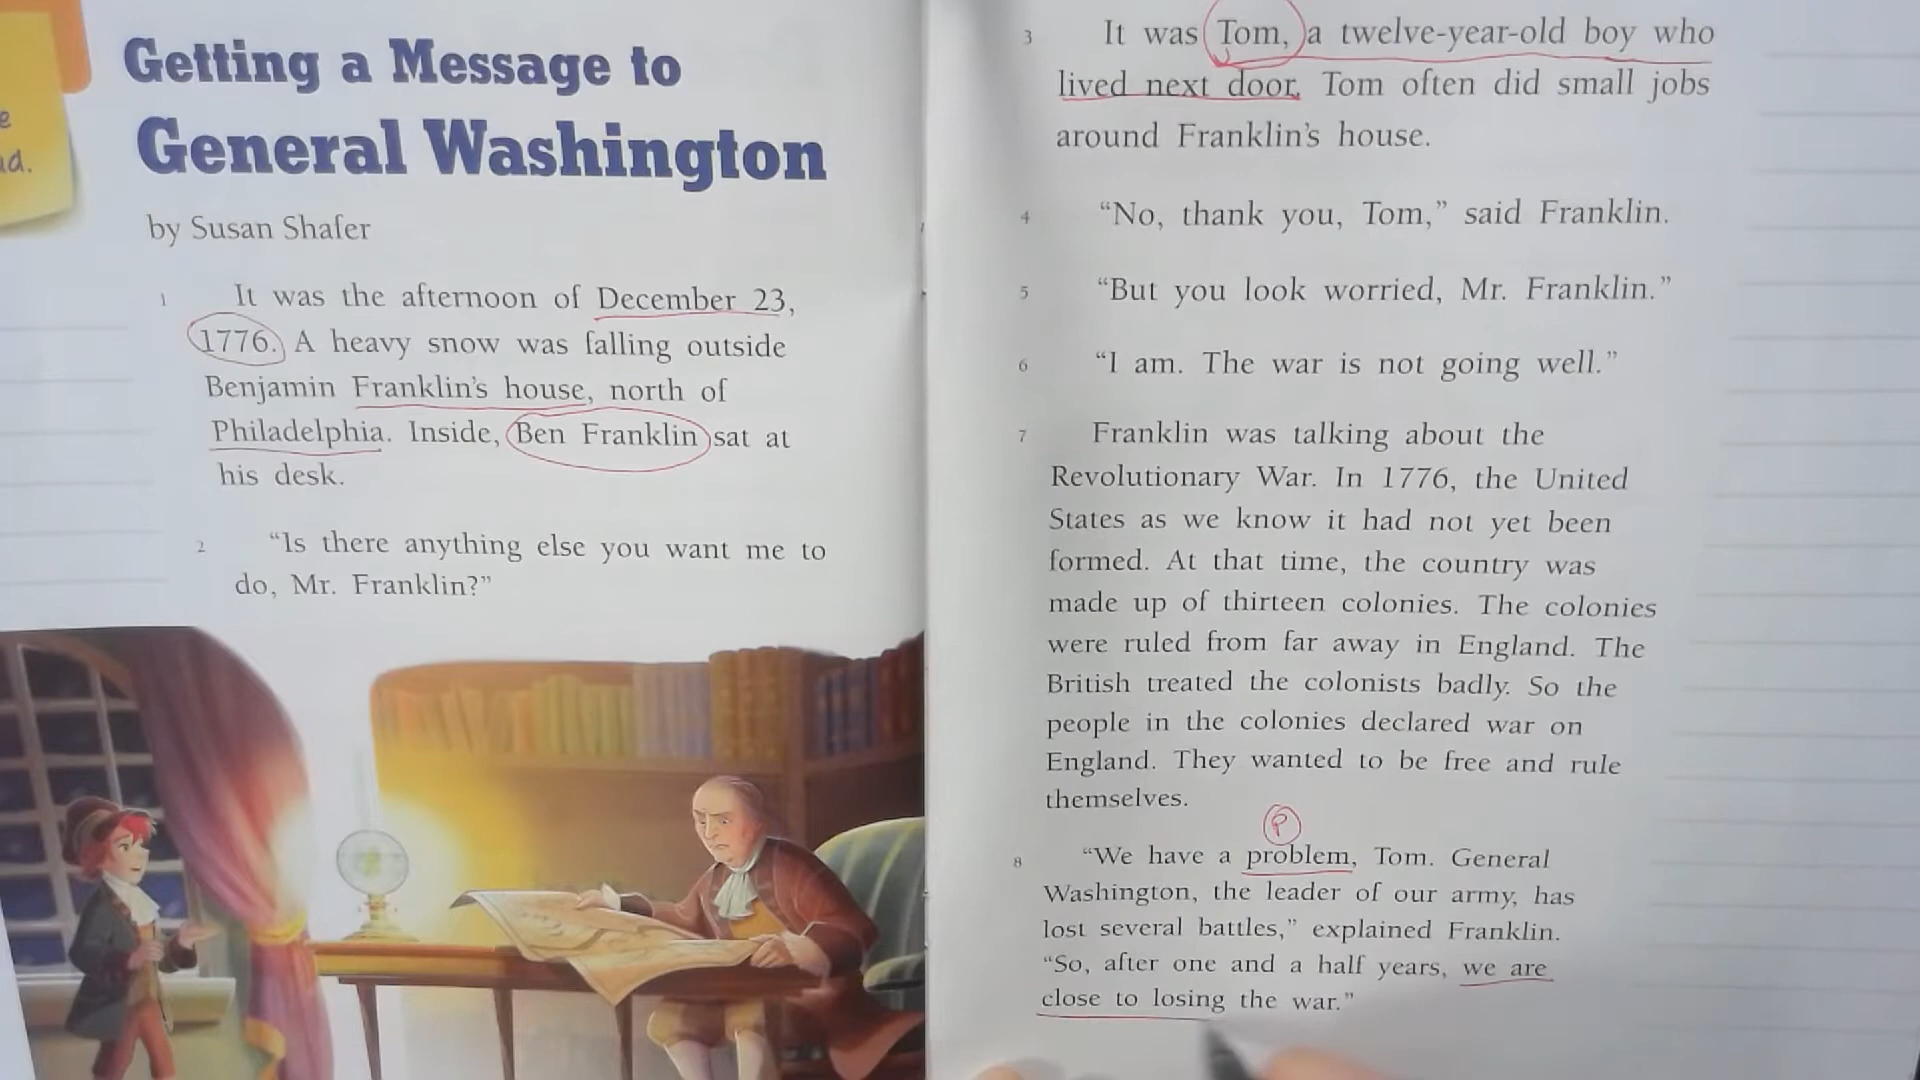 Getting a Message to
General Washington
by Susan Shafer
1 It was the afternoon of December 23,
1776. A heavy snow was falling outside
Benjamin Franklin's house, north of
Philadelphia. Inside, Ben Franklin sat at
his desk.
2 “Is there anything else you want me to
do, Mr. Franklin?”
3 It was Tom, a twelve-year-old boy who
lived next door. Tom often did small jobs
around Franklin's house.
4 “No, thank you, Tom,” said Franklin.
5 “But you look worried, Mr. Franklin.”
6 “I am. The war is not going well.”
7 Franklin was talking about the
Revolutionary War. In 1776, the United
States as we know it had not yet been
formed. At that time, the country was
made up of thirteen colonies. The colonies
were ruled from far away in England. The
British treated the colonists badly. So the
people in the colonies declared war on
England. They wanted to be free and rule
themselves.
P
8 “We have a problem, Tom. General
Washington, the leader of our army, has
lost several battles,” explained Franklin.
“So, after one and a half years, we are
close to losing the war.”